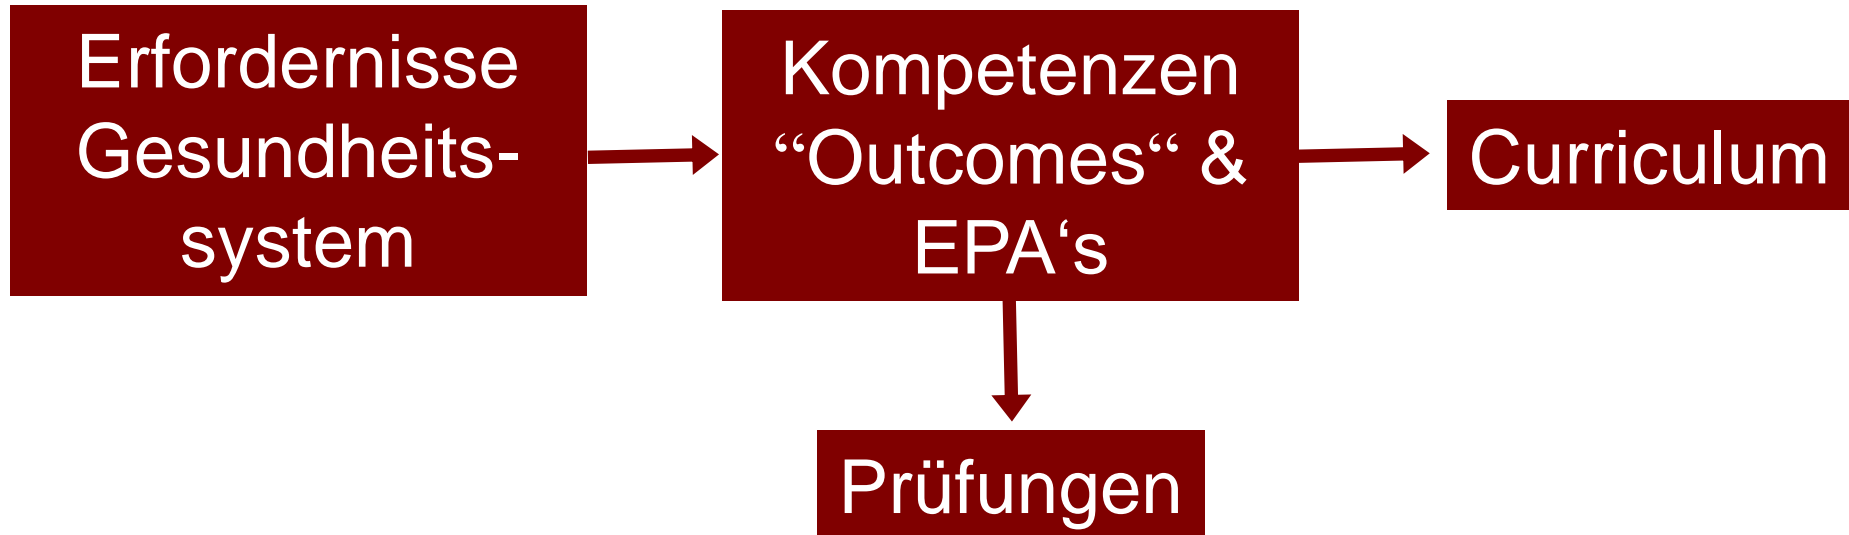 Erfordernisse
Gesundheits-
system
Kompetenzen
“Outcomes“ &
EPA‘s
Curriculum
Prüfungen